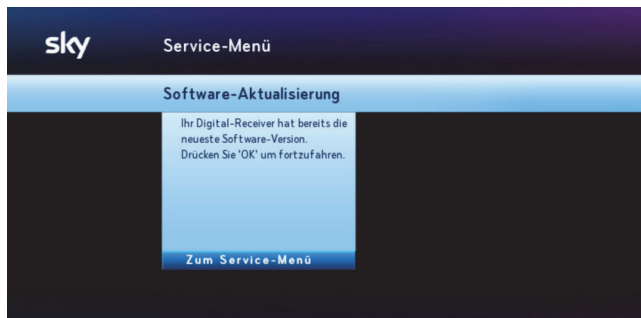 sky Service-Menü
Software-Aktualisierung
Ihr Digital-Receiver hat bereits die
neueste Software-Version.
Drücken Sie 'OK' um fortzufahren.
Zum Service-Menü